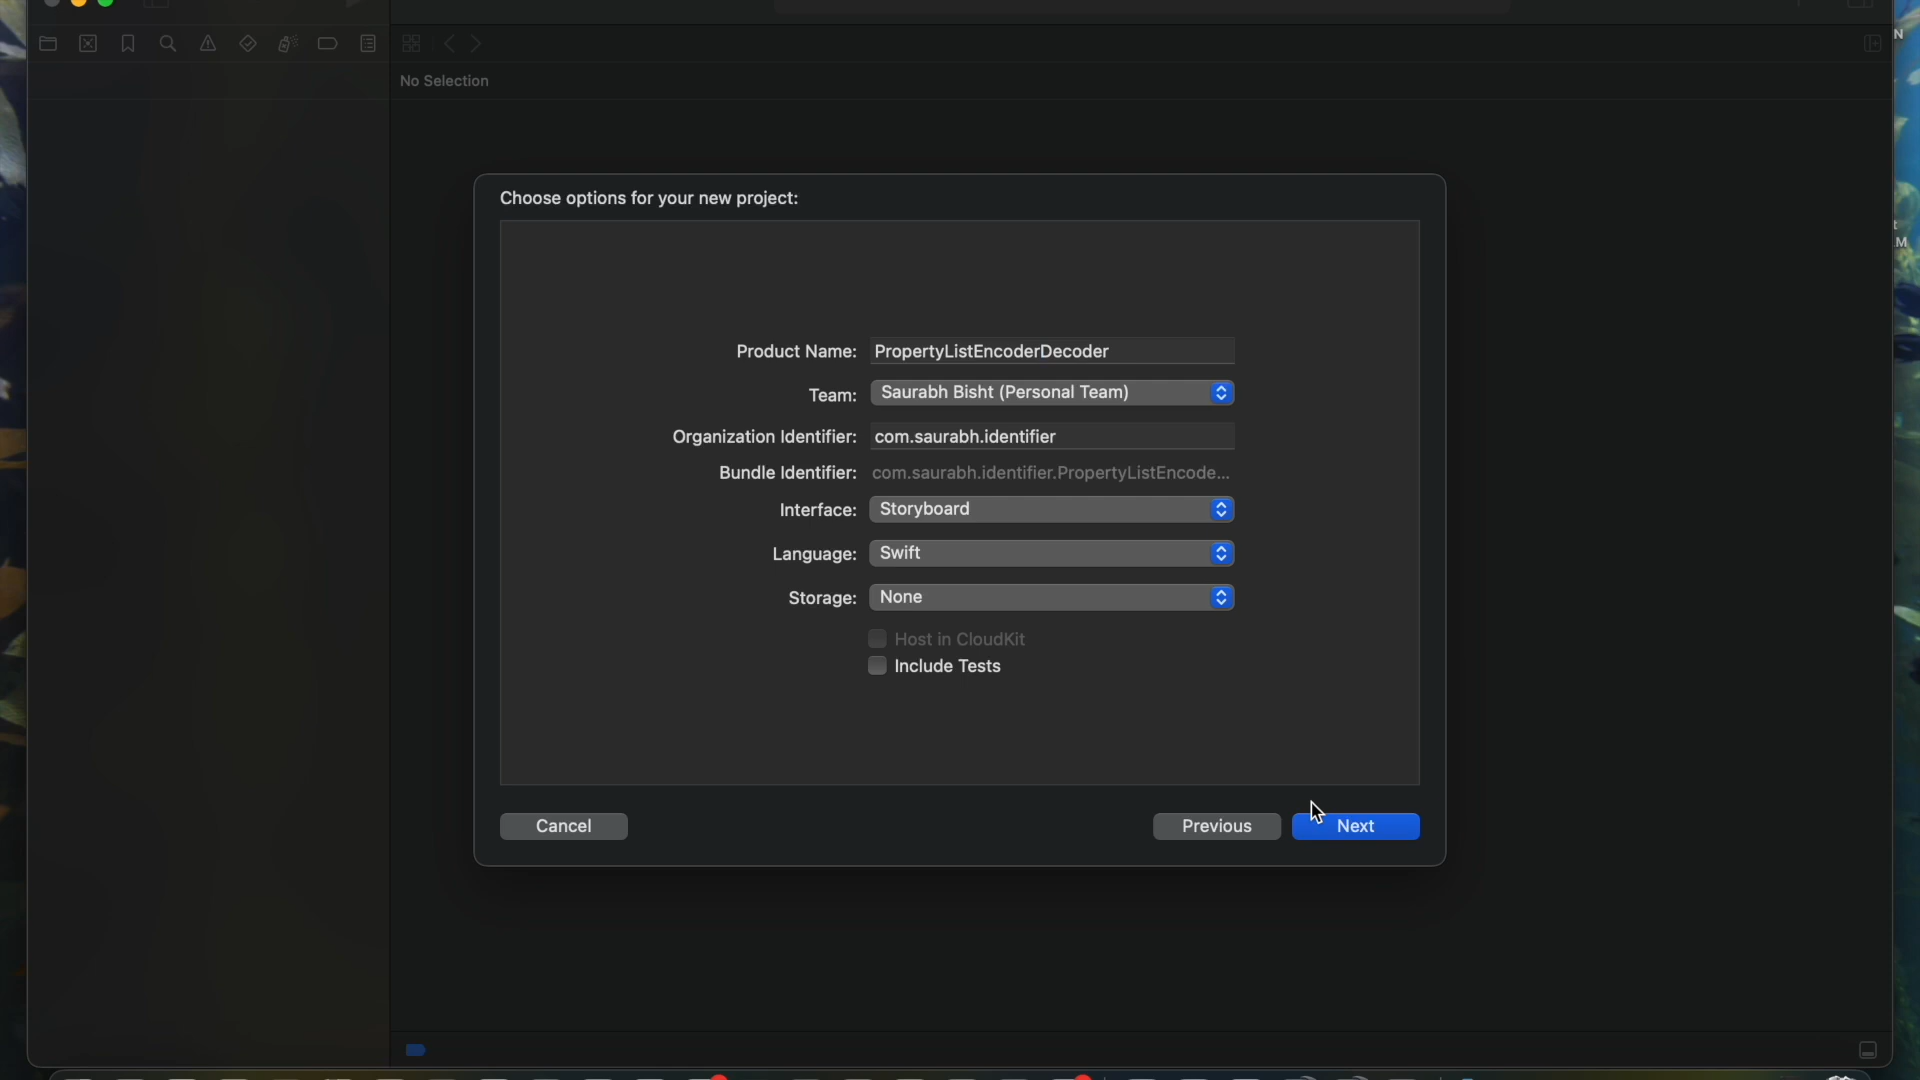 N
No Selection
Choose options for your new project:
t
M
Product Name: PropertyListEncoderDecoder
Team: Saurabh Bisht (Personal Team)
Organization Identifier: com.saurabh.identifier
Bundle Identifier: com.saurabh.identifier.PropertyListEncode...
Interface: Storyboard
Language: Swift
Storage: None
Host in CloudKit
Include Tests
Cancel
Previous
Next